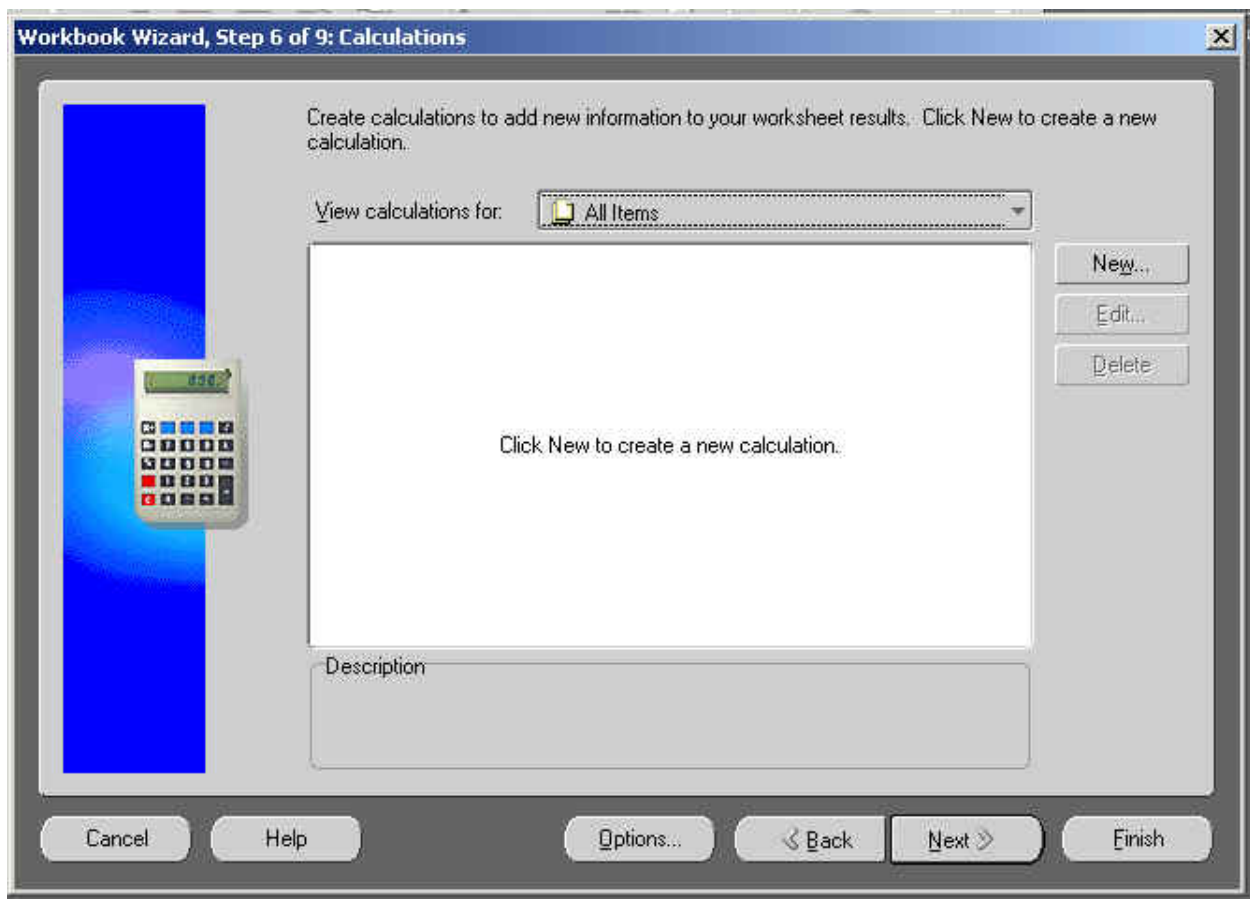 Workbook Wizard, Step 6 of 9: Calculations
Create calculations to add new information to your worksheet results. Click New to create a new
calculation.
View calculations for:
All Items
New...
Edit...
Delete
Click New to create a new calculation.
Description
Cancel
Help
Options...
Back
Next
Finish